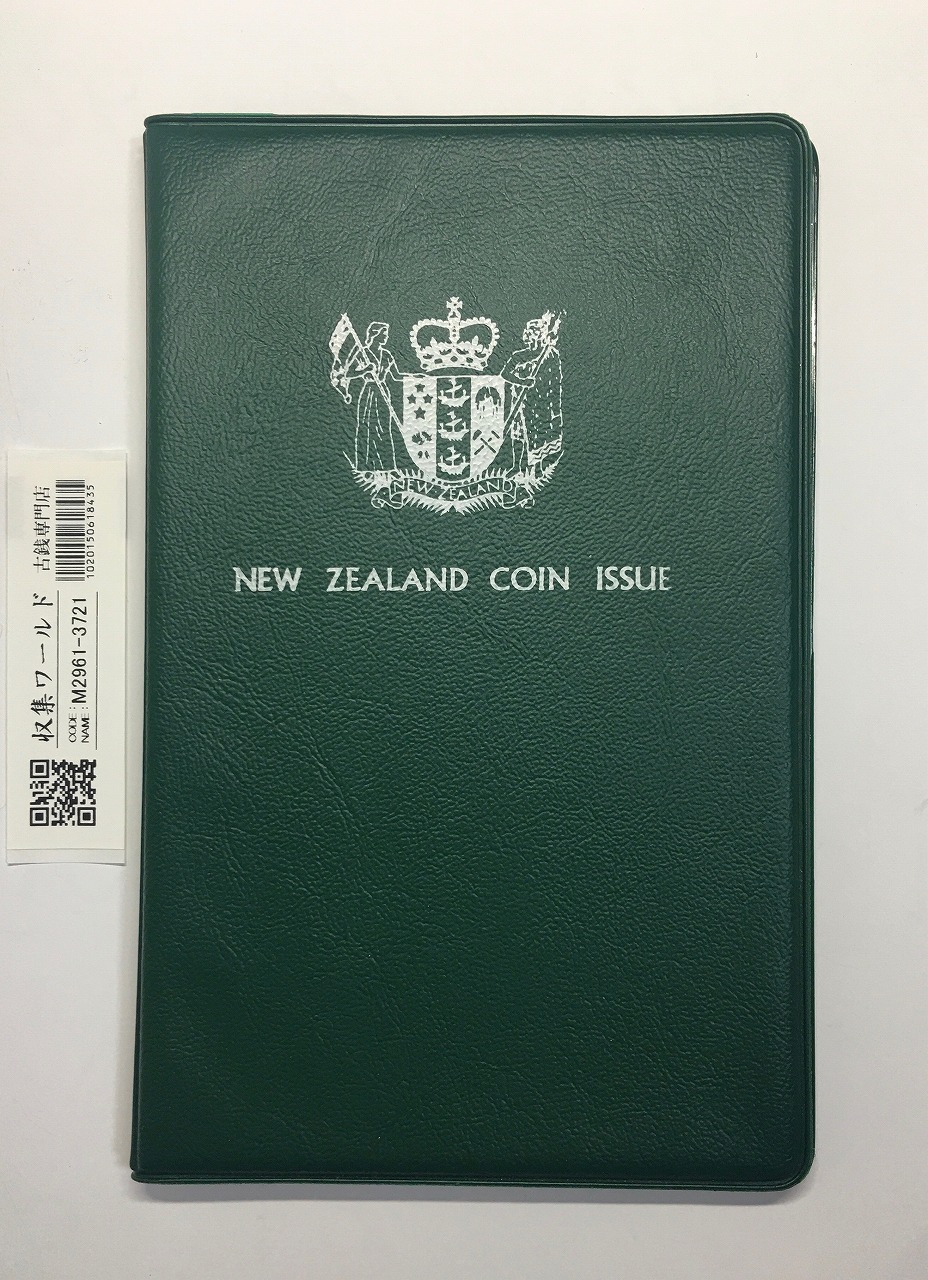 NEW ZEALAND
NEW ZEALAND COIN ISSUE
収集ワールド 古銭専門店
CODE: M2961-3721
NAME:
1020150618435